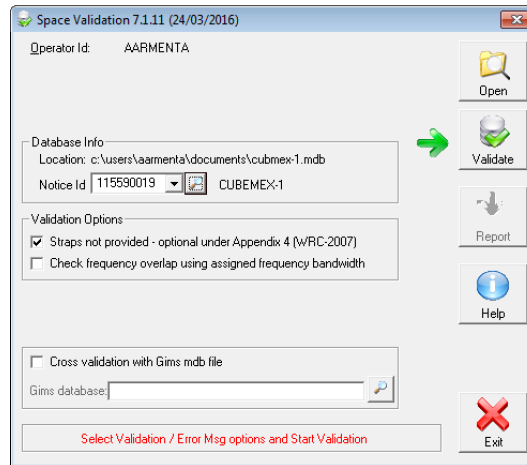 Space Validation 7.1.11 (24/03/2016)
Operator Id: AARMENTA
Open
Database Info
Location: c:\users\aarmenta\documents\cubmex-1.mdb
Notice Id 115590019 CUBEMEX-1
Validate
Validation Options
Straps not provided - optional under Appendix 4 (WRC-2007)
Check frequency overlap using assigned frequency bandwidth
Report
Help
Cross validation with Gims mdb file
Gims database:
Select Validation / Error Msg options and Start Validation
Exit